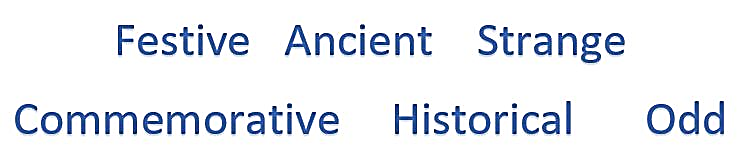 Festive Ancient Strange
Commemorative Historical Odd